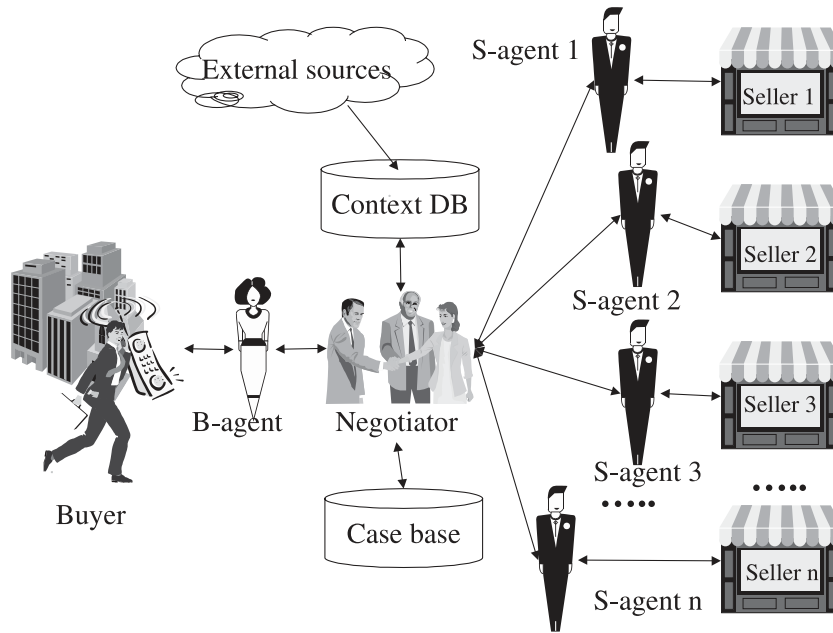 S-agent 1
Seller 1
External sources
Context DB
Seller 2
S-agent 2
B-agent
Negotiator
Seller 3
S-agent 3
Buyer
Case base
Seller n
S-agent n